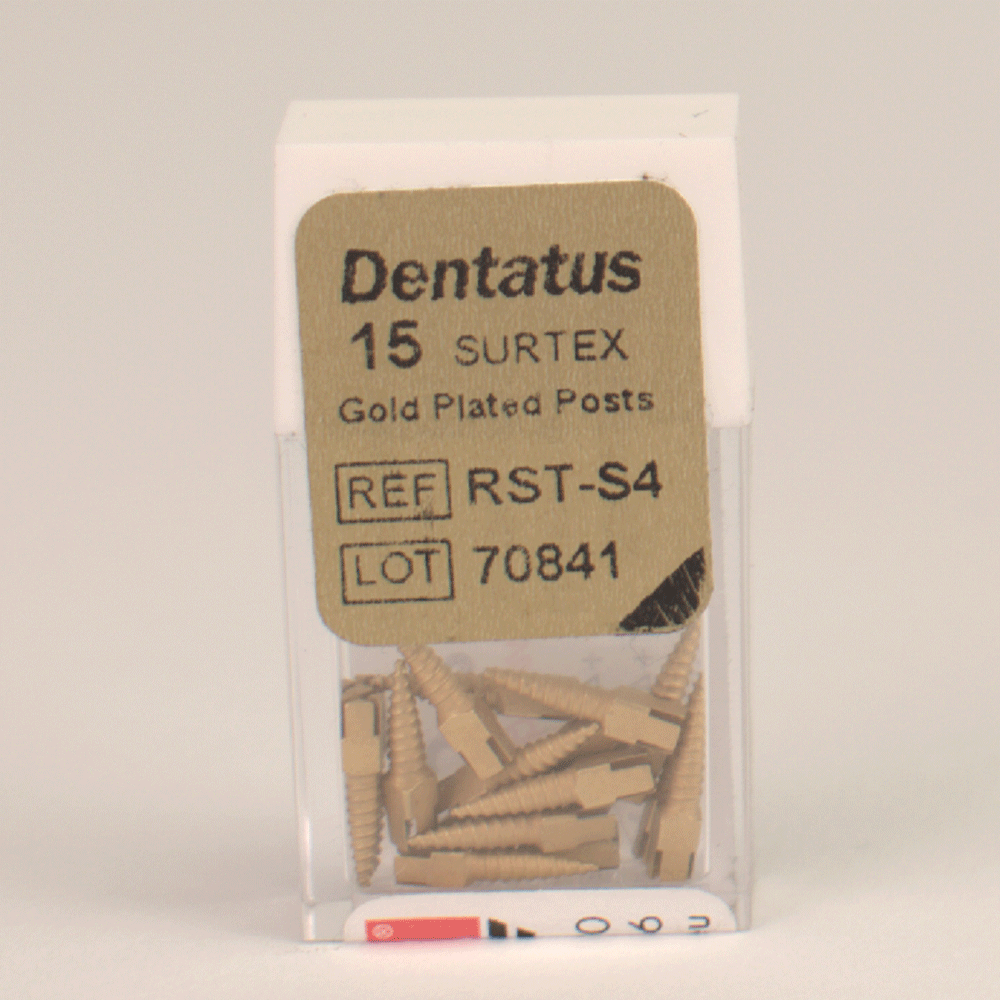 Dentatus
15 SURTEX
Gold Plated Posts
REF RST-S4
LOT 70841